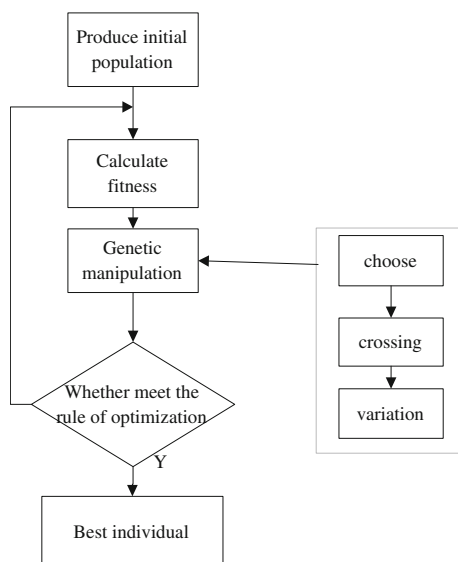 Produce initial
population
Calculate
fitness
Genetic
manipulation
choose
crossing
variation
Whether meet the
rule of optimization
Y
Best individual